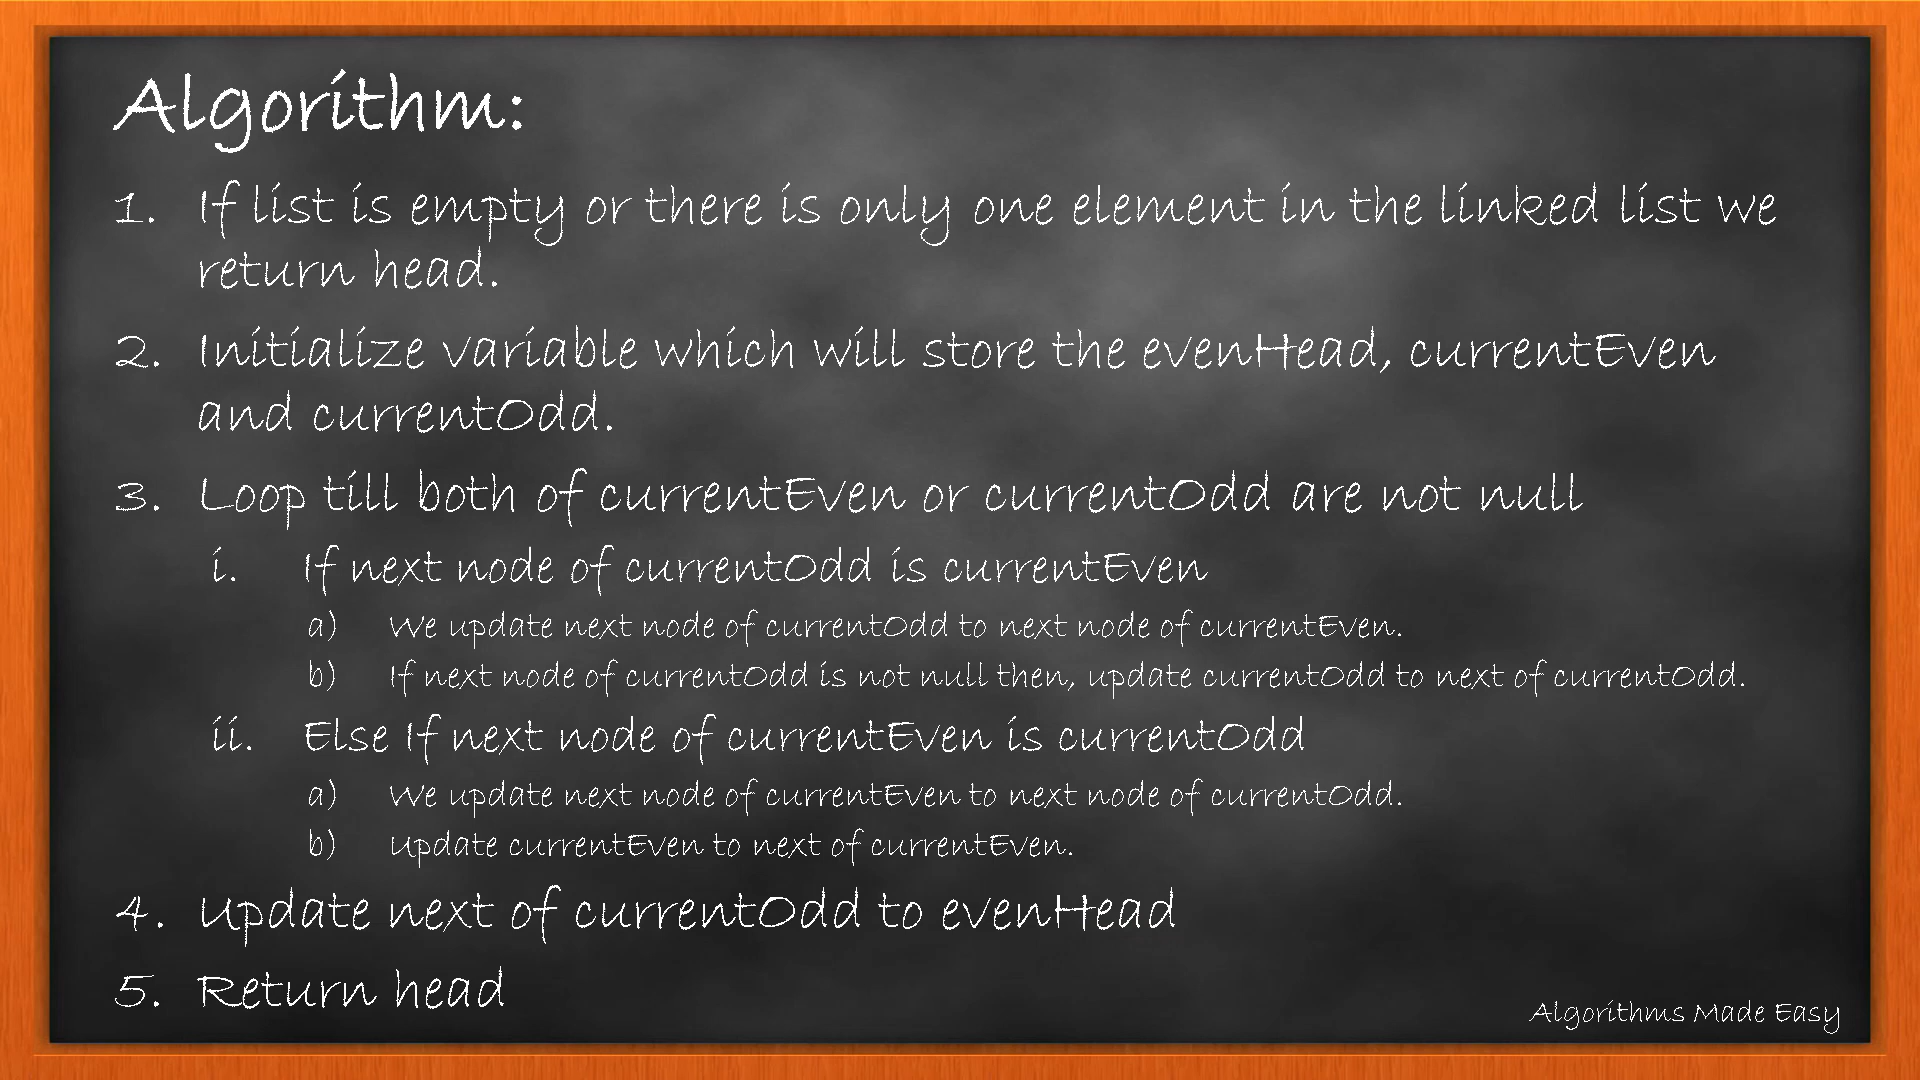 Algorithm:
1. If list is empty or there is only one element in the linked list we
return head.
2. Initialize variable which will store the evenHead, currentEven
and currentOdd.
3. Loop till both of currentEven or currentOdd are not null
i. If next node of currentOdd is currentEven
a) We update next node of currentOdd to next node of currentEven.
b) If next node of currentOdd is not null then, update currentOdd to next of currentOdd.
ii. Else If next node of currentEven is currentOdd
a) We update next node of currentEven to next node of currentOdd.
b) Update currentEven to next of currentEven.
4. Update next of currentOdd to evenHead
5. Return head
Algorithms Made Easy